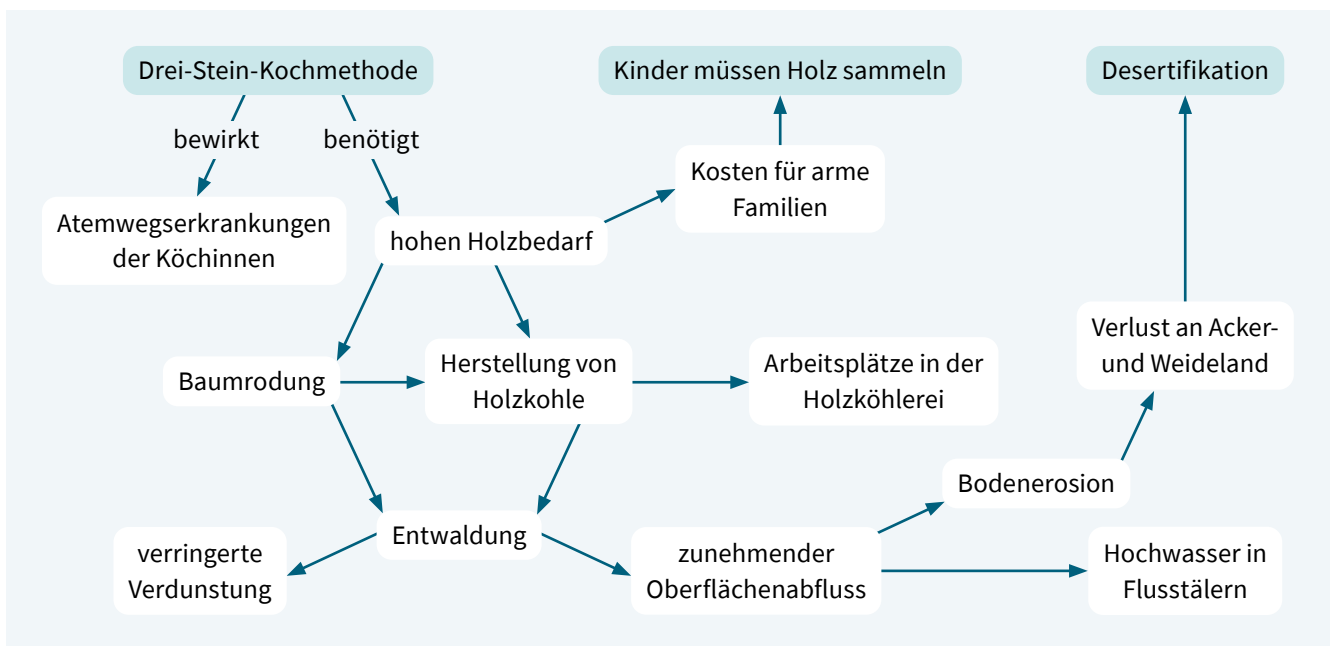 Drei-Stein-Kochmethode
Kinder müssen Holz sammeln
Desertifikation
bewirkt
benötigt
Kosten für arme
Familien
Atemwegserkrankungen
der Köchinnen
hohen Holzbedarf
Verlust an Acker-
und Weideland
Baumrodung
Herstellung von
Holzkohle
Arbeitsplätze in der
Holzköhlerei
Bodenerosion
Entwaldung
verringerte
Verdunstung
zunehmender
Oberflächenabfluss
Hochwasser in
Flusstälern